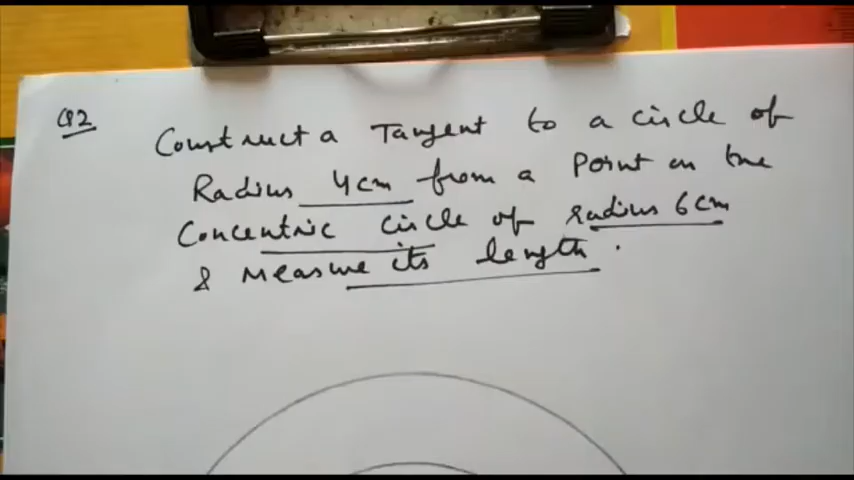 Q2 Construct a Tangent to a circle of
Radius 4cm from a Point on the
Concentric circle of radius 6cm
& Measure its length.